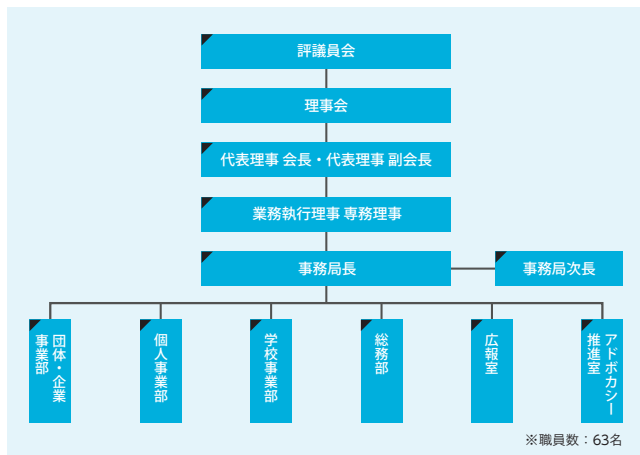 評議員会
理事会
代表理事 会長・代表理事 副会長
業務執行理事 専務理事
事務局長
事務局次長
団体・企業
事業部
個人事業部
学校事業部
総務部
広報室
アドボカシー
推進室
※職員数：63名